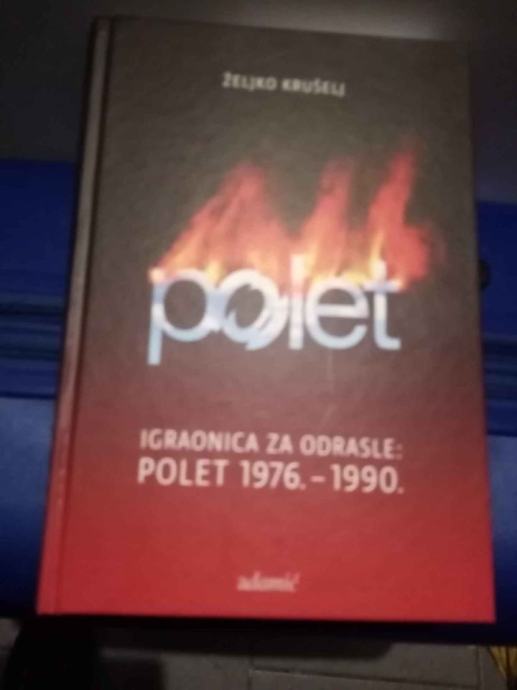 ŽELJKO KRUŠELJ
polet
IGRAONICA ZA ODRASLE:
POLET 1976. – 1990.
adamić